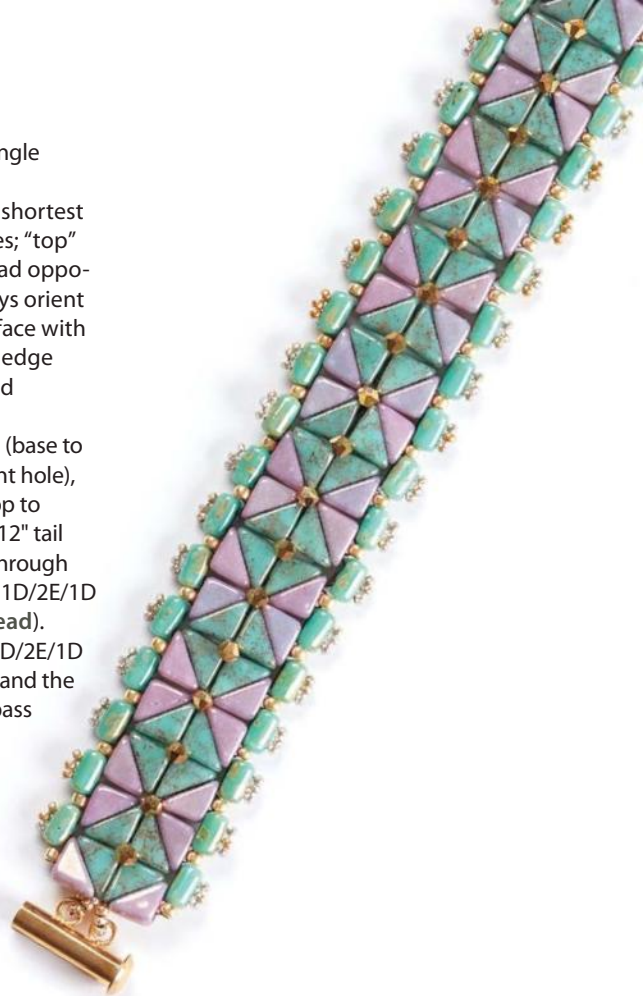 ngle
shortest
es; “top”
ad oppo-
ys orient
face with
edge
d
(base to
nt hole),
p to
12" tail
hrough
1D/2E/1D
ead).
D/2E/1D
and the
pass